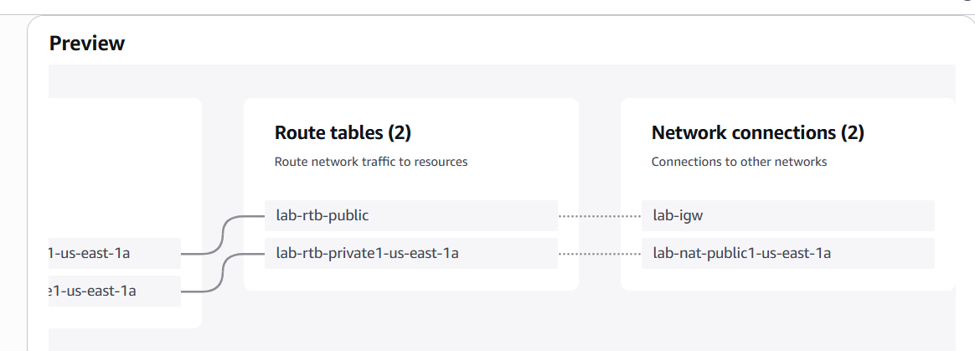 Preview
Route tables (2)
Route network traffic to resources
lab-rtb-public
lab-rtb-private1-us-east-1a
Network connections (2)
Connections to other networks
lab-igw
lab-nat-public1-us-east-1a
1-us-east-1a
e1-us-east-1a